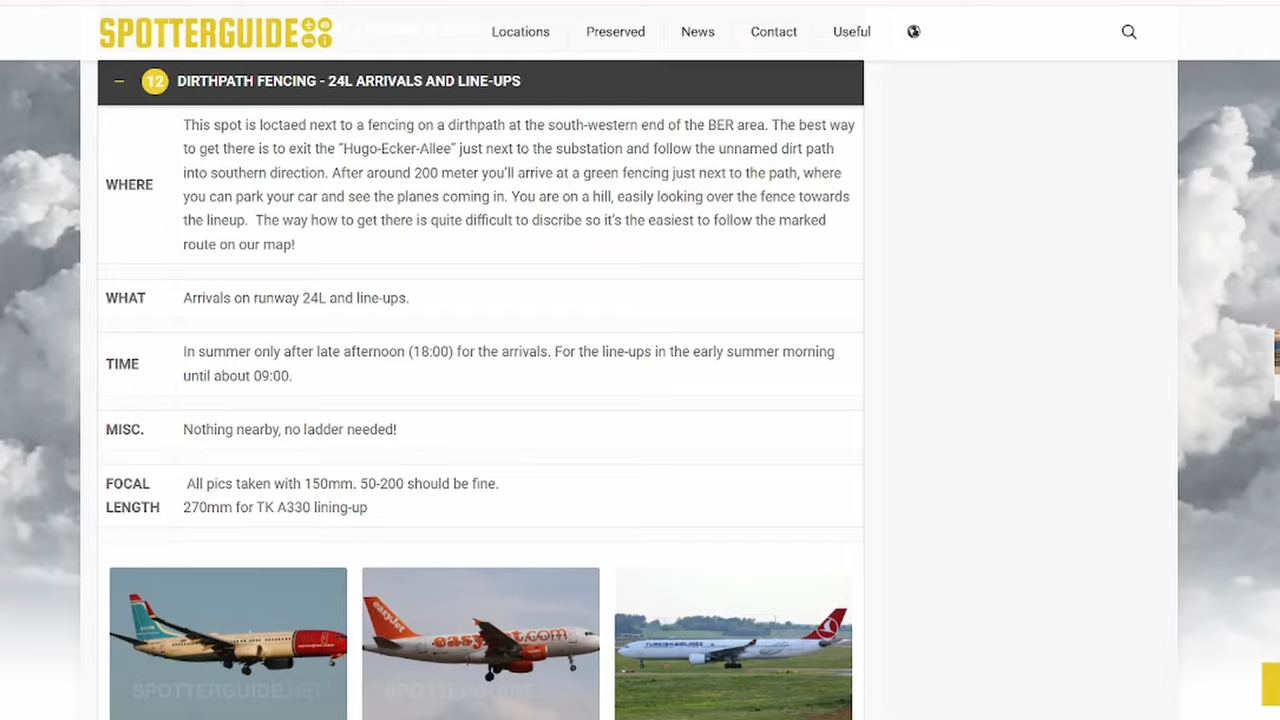 SPOTTERGUIDE
Locations Preserved News Contact Useful
12 DIRTHPATH FENCING - 24L ARRIVALS AND LINE-UPS
WHERE
This spot is loctaed next to a fencing on a dirthpath at the south-western end of the BER area. The best way
to get there is to exit the “Hugo-Ecker-Allee” just next to the substation and follow the unnamed dirt path
into southern direction. After around 200 meter you’ll arrive at a green fencing just next to the path, where
you can park your car and see the planes coming in. You are on a hill, easily looking over the fence towards
the lineup. The way how to get there is quite difficult to discribe so it’s the easiest to follow the marked
route on our map!
WHAT
Arrivals on runway 24L and line-ups.
TIME
In summer only after late afternoon (18:00) for the arrivals. For the line-ups in the early summer morning
until about 09:00.
MISC.
Nothing nearby, no ladder needed!
FOCAL LENGTH
All pics taken with 150mm. 50-200 should be fine.
270mm for TK A330 lining-up
easyJet
easyJet.com
TURKISH AIRLINES
SPOTTERGUIDE.NET
SPOTTERGUIDE